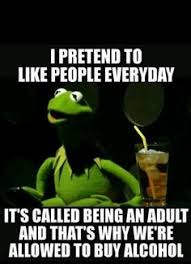 I PRETEND TO
LIKE PEOPLE EVERYDAY
IT'S CALLED BEING AN ADULT
AND THAT'S WHY WE'RE
ALLOWED TO BUY ALCOHOL